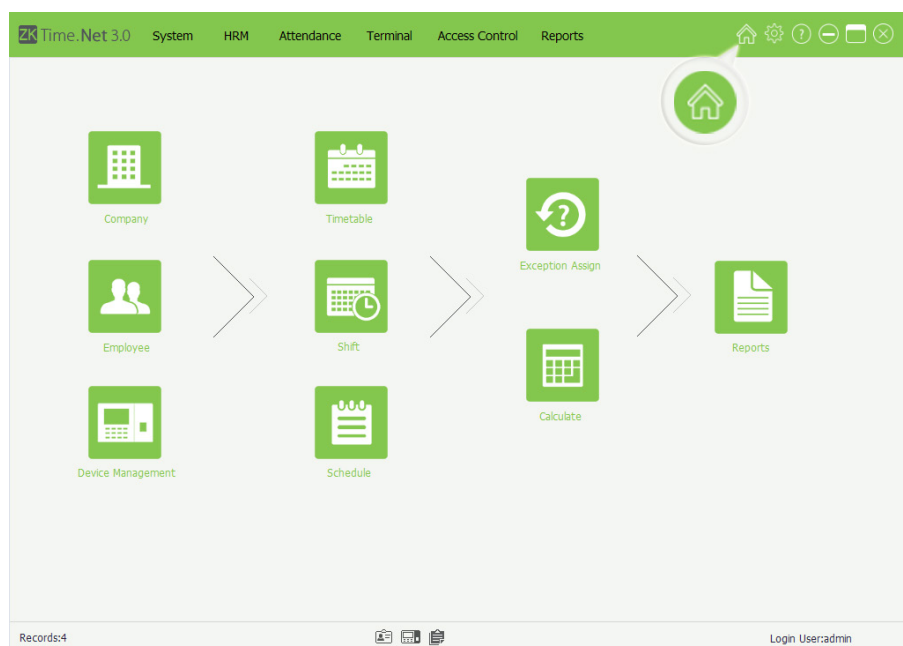 ZK Time.Net 3.0 System HRM Attendance Terminal Access Control Reports
Company
Timetable
Exception Assign
Employee
Shift
Reports
Calculate
Device Management
Schedule
Records:4
Login User:admin